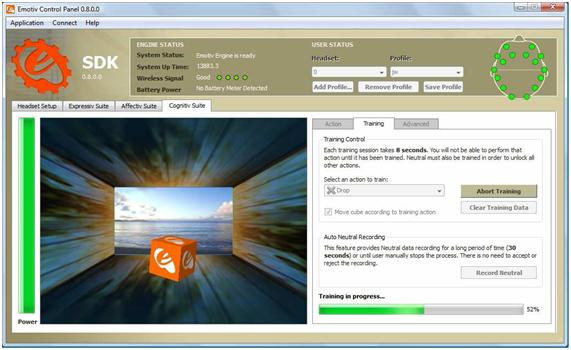 Emotiv Control Panel 0.8.0.0
Application Connect Help
SDK
0.8.0.0
ENGINE STATUS
System Status: Emotiv Engine is ready
System Up Time: 13883.3
Wireless Signal Good
Battery Power No Battery Meter Detected
USER STATUS
Headset: Profile:
0 jw
Add Profile... Remove Profile Save Profile
Headset Setup Expressiv Suite Affectiv Suite Cognitiv Suite
Power
Action Training Advanced
Training Control
Each training session takes 8 seconds. You will not be able to perform that
action until it has been trained. Neutral must also be trained in order to unlock all
other actions.
Select an action to train:
Drop Abort Training
Move cube according to training action Clear Training Data
Auto Neutral Recording
This feature provides Neutral data recording for a long period of time (30
seconds) or until user manually stops the process. There is no need to accept or
reject the recording.
Record Neutral
Training in progress...
52%